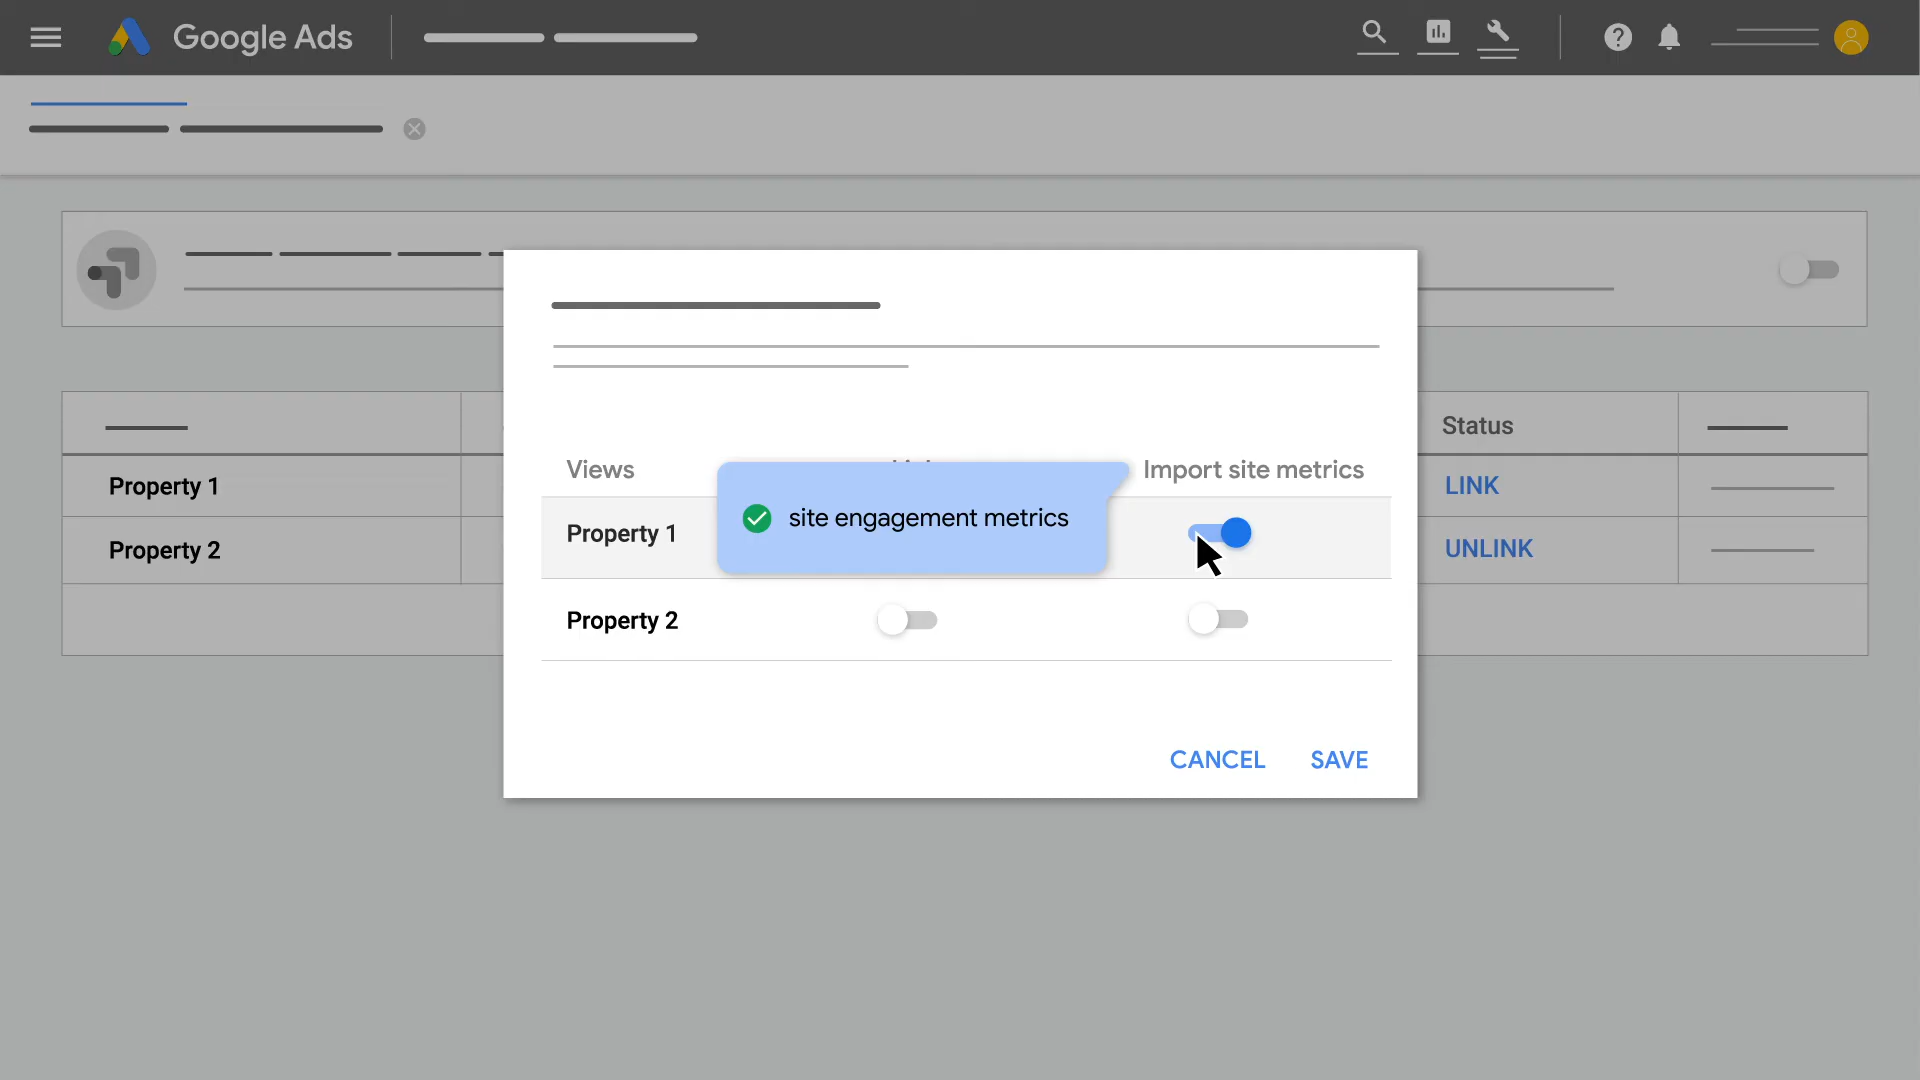 Google Ads
Status
Views
Import site metrics
Property 1
LINK
Property 1
site engagement metrics
Property 2
UNLINK
Property 2
CANCEL
SAVE